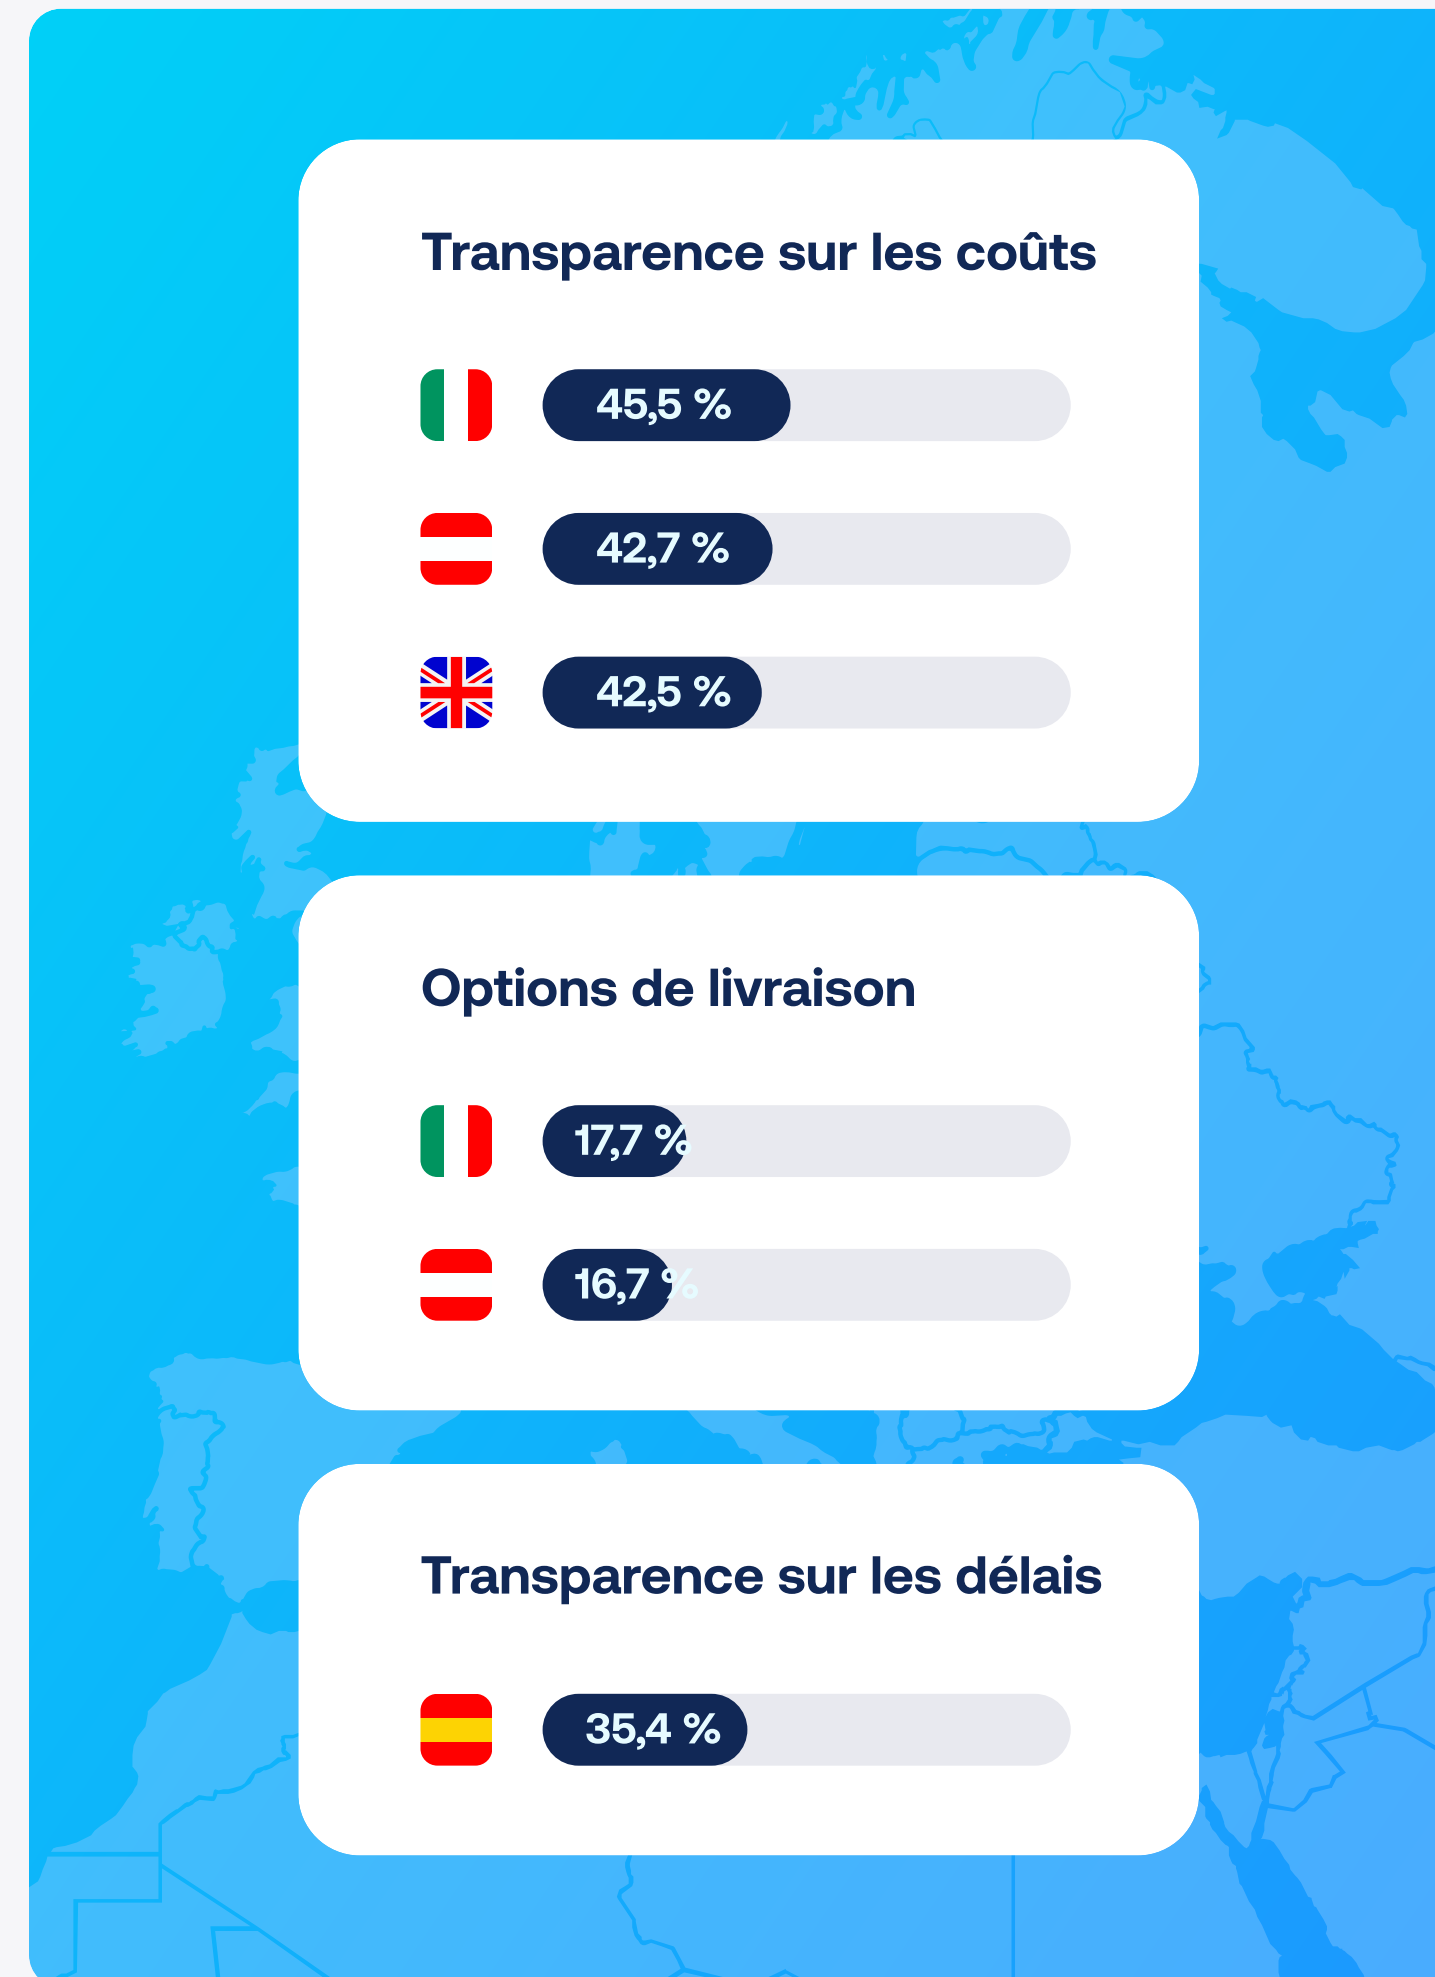 Transparence sur les coûts
45,5 %
42,7 %
42,5 %
Options de livraison
17,7 %
16,7 %
Transparence sur les délais
35,4 %